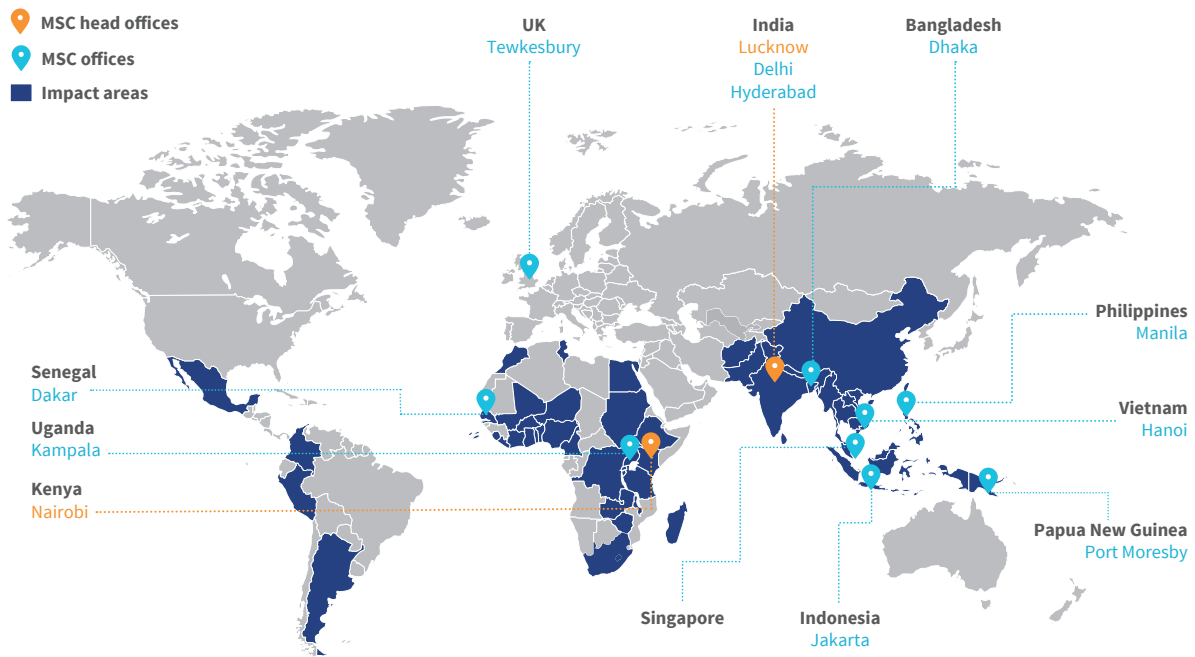 MSC head offices
MSC offices
Impact areas
UK
Tewkesbury
India
Lucknow
Delhi
Hyderabad
Bangladesh
Dhaka
Philippines
Manila
Senegal
Dakar
Vietnam
Hanoi
Uganda
Kampala
Kenya
Nairobi
Papua New Guinea
Port Moresby
Singapore
Indonesia
Jakarta